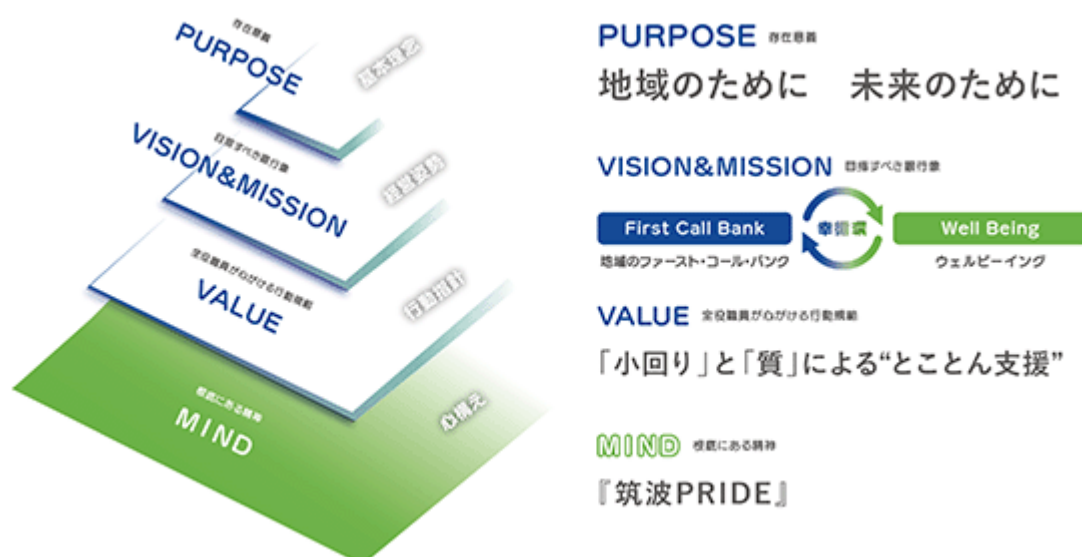 存在意義
PURPOSE
基本理念
目指すべき銀行像
VISION&MISSION
経営姿勢
全役職員が心がける行動規範
VALUE
行動指針
根底にある精神
MIND
心構え
PURPOSE 存在意義
地域のために 未来のために
VISION&MISSION 目指すべき銀行像
First Call Bank
幸循環
Well Being
地域のファースト・コール・バンク
ウェルビーイング
VALUE 全役職員が心がける行動規範
「小回り」と「質」による“とことん支援”
MIND 根底にある精神
『筑波PRIDE』